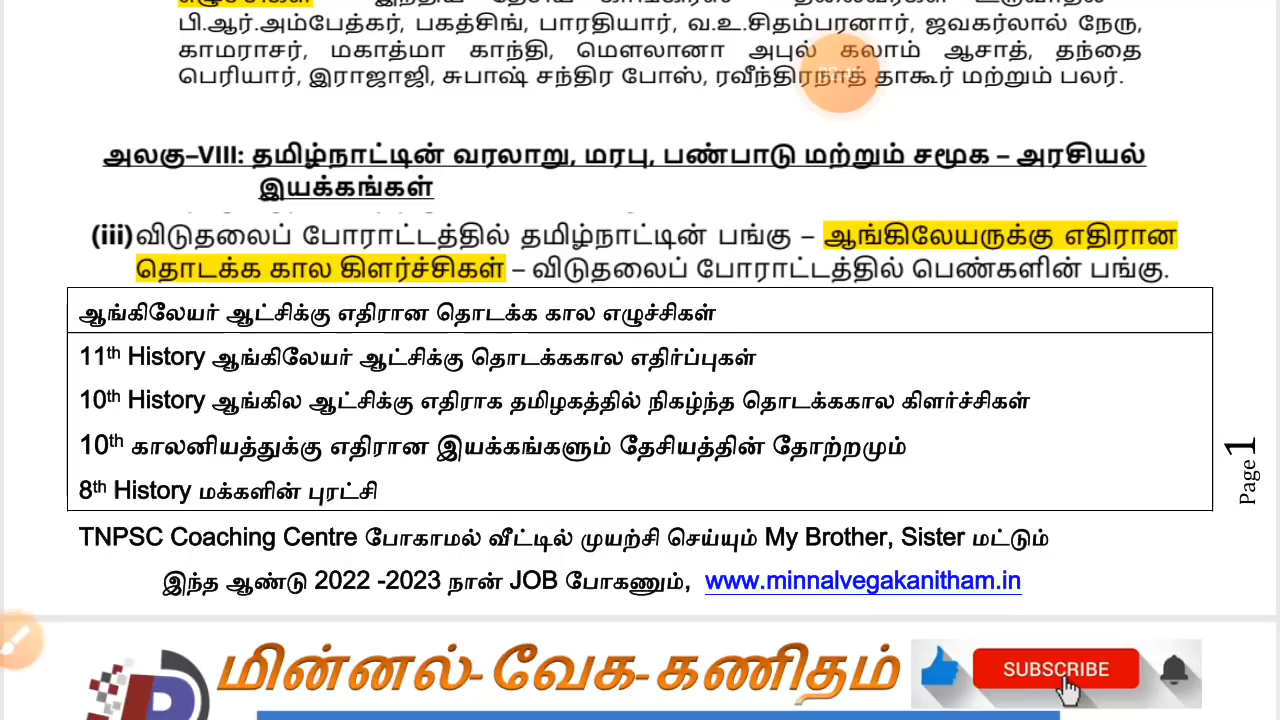 பி.ஆர்.அம்பேத்கர், பகத்சிங், பாரதியார், வ.உ.சிதம்பரனார், ஜவகர்லால் நேரு,
காமராசர், மகாத்மா காந்தி, மௌலானா அபுல் கலாம் ஆசாத், தந்தை
பெரியார், இராஜாஜி, சுபாஷ் சந்திர போஸ், ரவீந்திரநாத் தாகூர் மற்றும் பலர்.
அலகு–VIII: தமிழ்நாட்டின் வரலாறு, மரபு, பண்பாடு மற்றும் சமூக – அரசியல்
இயக்கங்கள்
(iii) விடுதலைப் போராட்டத்தில் தமிழ்நாட்டின் பங்கு – ஆங்கிலேயருக்கு எதிரான
தொடக்க கால கிளர்ச்சிகள் – விடுதலைப் போராட்டத்தில் பெண்களின் பங்கு.
ஆங்கிலேயர் ஆட்சிக்கு எதிரான தொடக்க கால எழுச்சிகள்
11th History ஆங்கிலேயர் ஆட்சிக்கு தொடக்ககால எதிர்ப்புகள்
10th History ஆங்கில ஆட்சிக்கு எதிராக தமிழகத்தில் நிகழ்ந்த தொடக்ககால கிளர்ச்சிகள்
10th காலனியத்துக்கு எதிரான இயக்கங்களும் தேசியத்தின் தோற்றமும்
8th History மக்களின் புரட்சி
Page 1
TNPSC Coaching Centre போகாமல் வீட்டில் முயற்சி செய்யும் My Brother, Sister மட்டும்
இந்த ஆண்டு 2022 -2023 நான் JOB போகணும், www.minnalvegakanitham.in
மின்னல்-வேக-கணிதம்
SUBSCRIBE